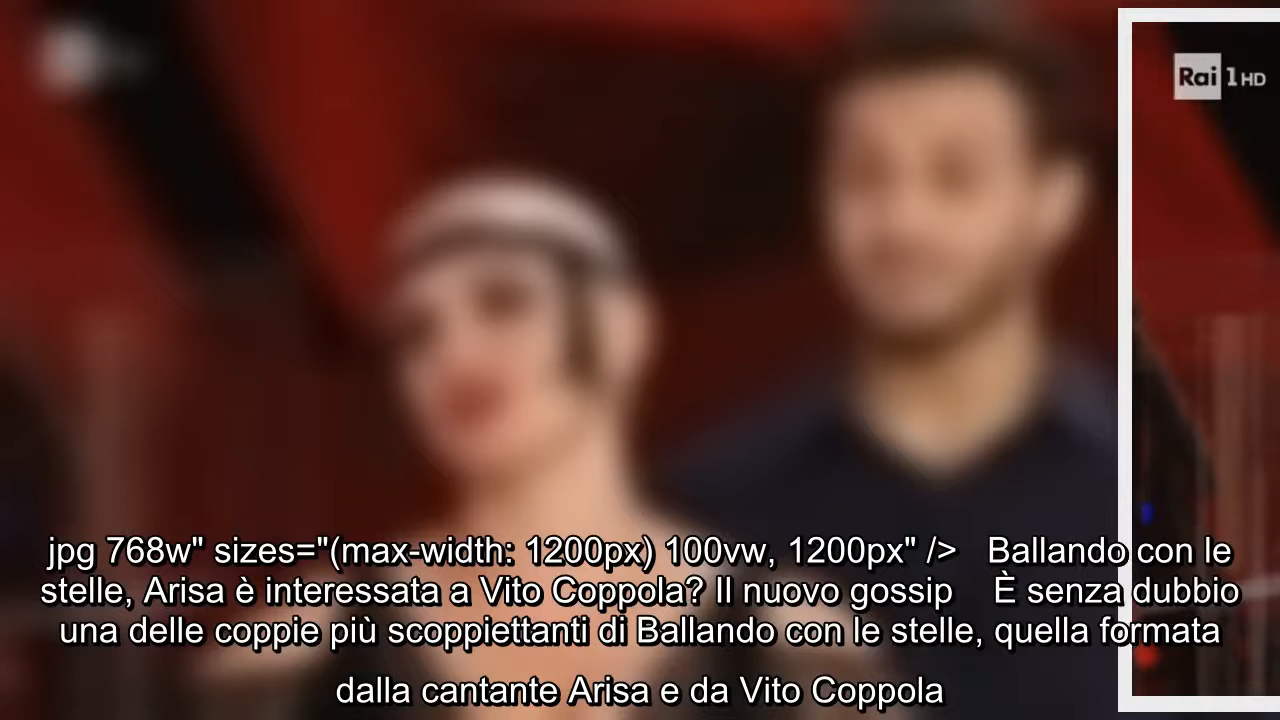 Rai 1 HD
jpg 768w" sizes="(max-width: 1200px) 100vw, 1200px" /> Ballando con le
stelle, Arisa è interessata a Vito Coppola? Il nuovo gossip È senza dubbio
una delle coppie più scoppiettanti di Ballando con le stelle, quella formata
dalla cantante Arisa e da Vito Coppola